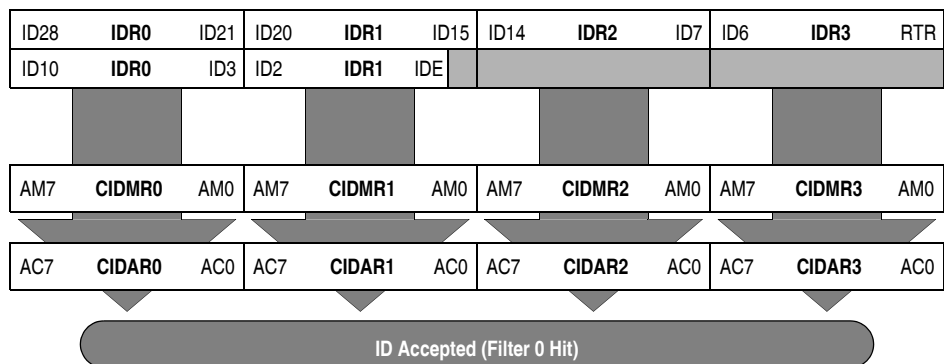 ID28 IDR0 ID21 ID20 IDR1 ID15 ID14 IDR2 ID7 ID6 IDR3 RTR
ID10 IDR0 ID3 ID2 IDR1 IDE
AM7 CIDMR0 AM0 AM7 CIDMR1 AM0 AM7 CIDMR2 AM0 AM7 CIDMR3 AM0
AC7 CIDAR0 AC0 AC7 CIDAR1 AC0 AC7 CIDAR2 AC0 AC7 CIDAR3 AC0
ID Accepted (Filter 0 Hit)